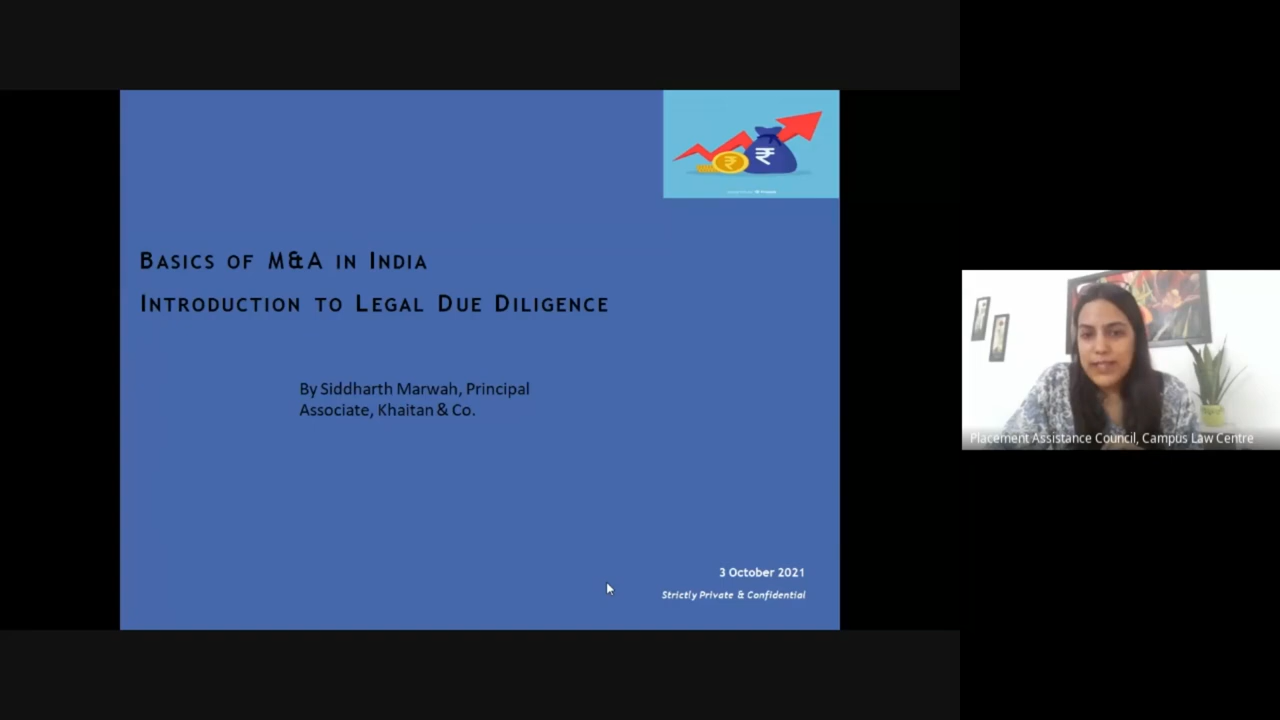 BASICS OF M&A IN INDIA
INTRODUCTION TO LEGAL DUE DILIGENCE
By Siddharth Marwah, Principal
Associate, Khaitan & Co.
3 October 2021
Strictly Private & Confidential
Placement Assistance Council, Campus Law Centre
₹ ₹